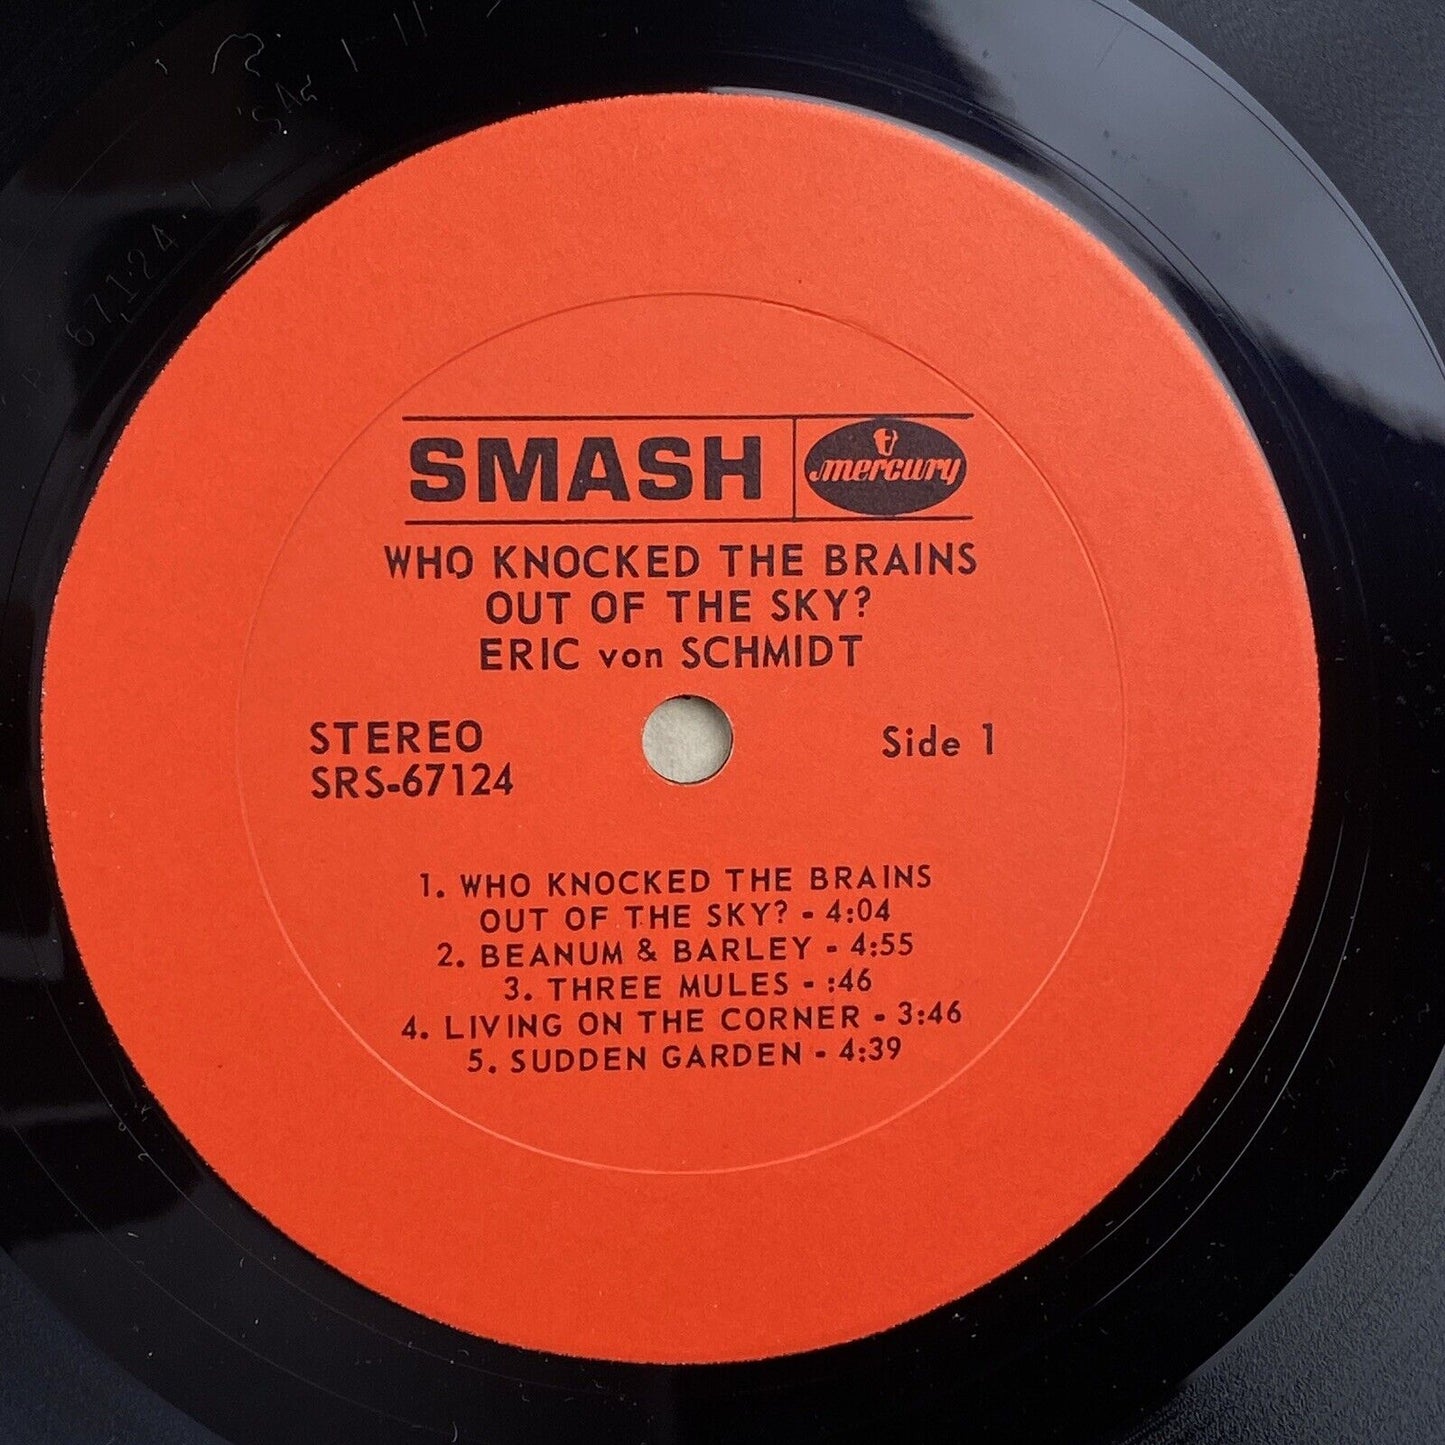 SMASH mercury
WHO KNOCKED THE BRAINS
OUT OF THE SKY?
ERIC von SCHMIDT
STEREO
SRS-67124
Side 1
1. WHO KNOCKED THE BRAINS
OUT OF THE SKY? - 4:04
2. BEANUM & BARLEY - 4:55
3. THREE MULES - :46
4. LIVING ON THE CORNER - 3:46
5. SUDDEN GARDEN - 4:39